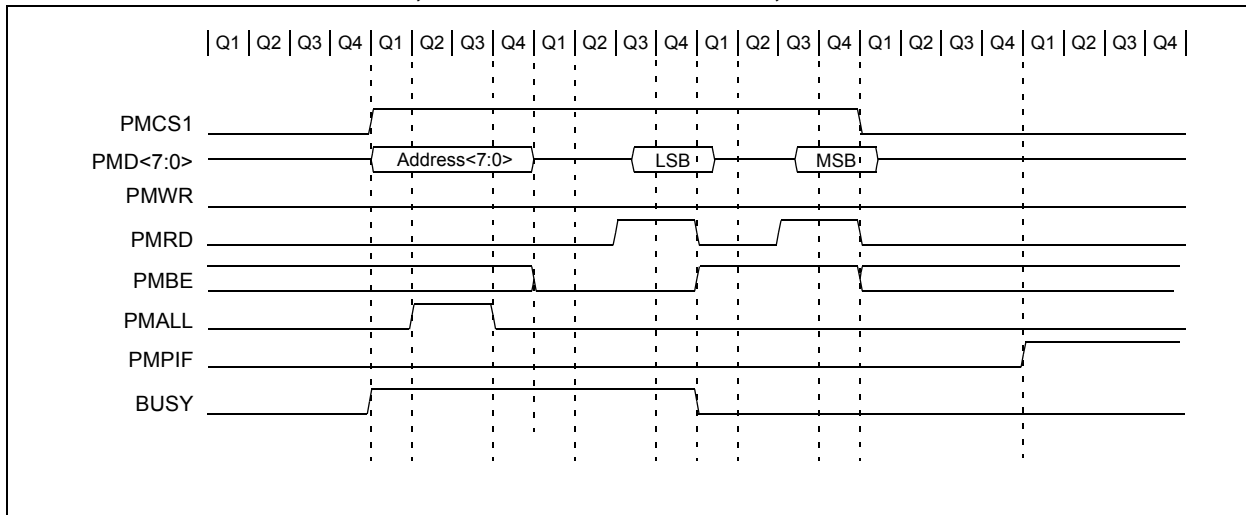 Q1 Q2 Q3 Q4 Q1 Q2 Q3 Q4 Q1 Q2 Q3 Q4 Q1 Q2 Q3 Q4 Q1 Q2 Q3 Q4 Q1 Q2 Q3 Q4
PMCS1
PMD<7:0> Address<7:0> LSB MSB
PMWR
PMRD
PMBE
PMALL
PMPIF
BUSY